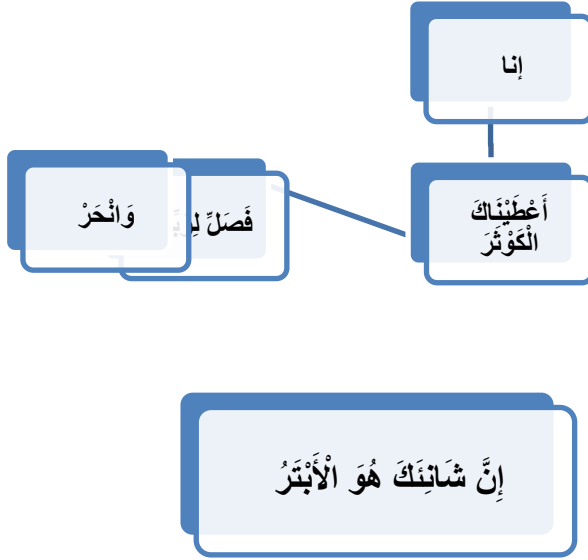 إنا
أَعْطَيْنَاكَ
الْكَوْثَرَ
فَصَلِّ
وَانْحَرْ
إِنَّ شَانِئَكَ هُوَ الْأَبْتَرُ